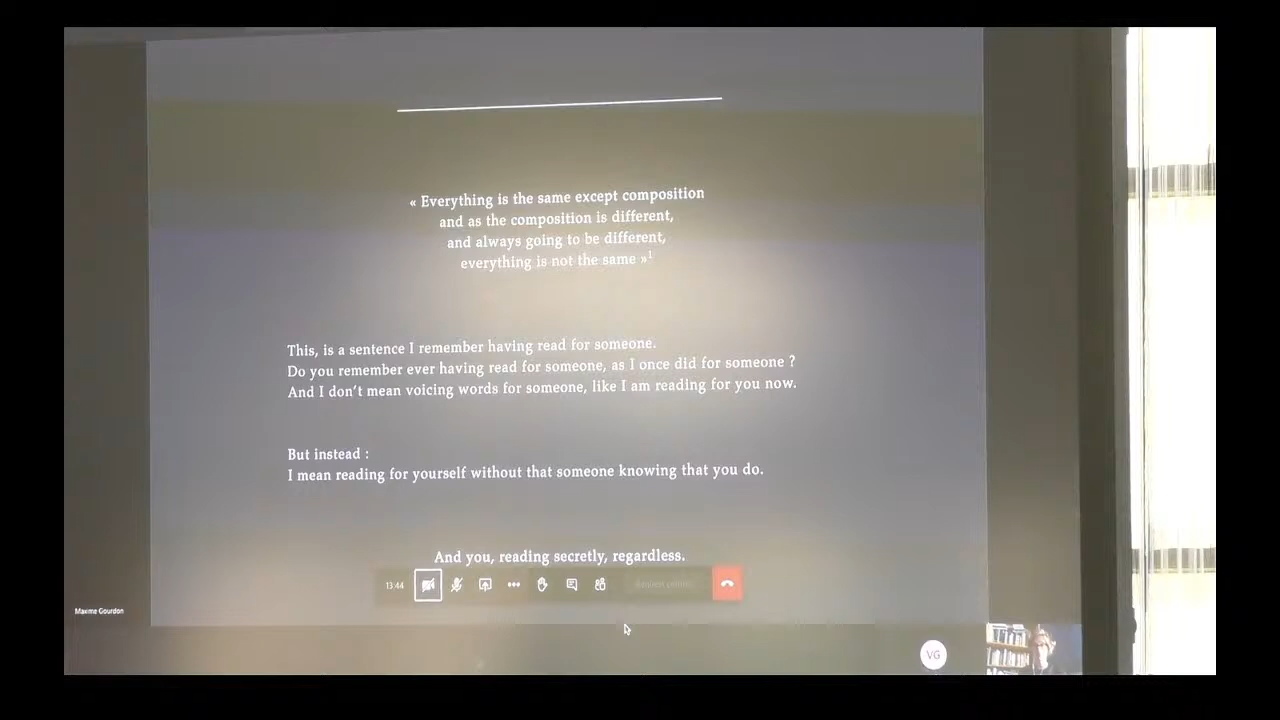 « Everything is the same except composition
and as the composition is different,
and always going to be different,
everything is not the same »¹
This, is a sentence I remember having read for someone.
Do you remember ever having read for someone, as I once did for someone ?
And I don't mean voicing words for someone, like I am reading for you now.
But instead :
I mean reading for yourself without that someone knowing that you do.
And you, reading secretly, regardless.
13:44
Maxime Gourdon
VG